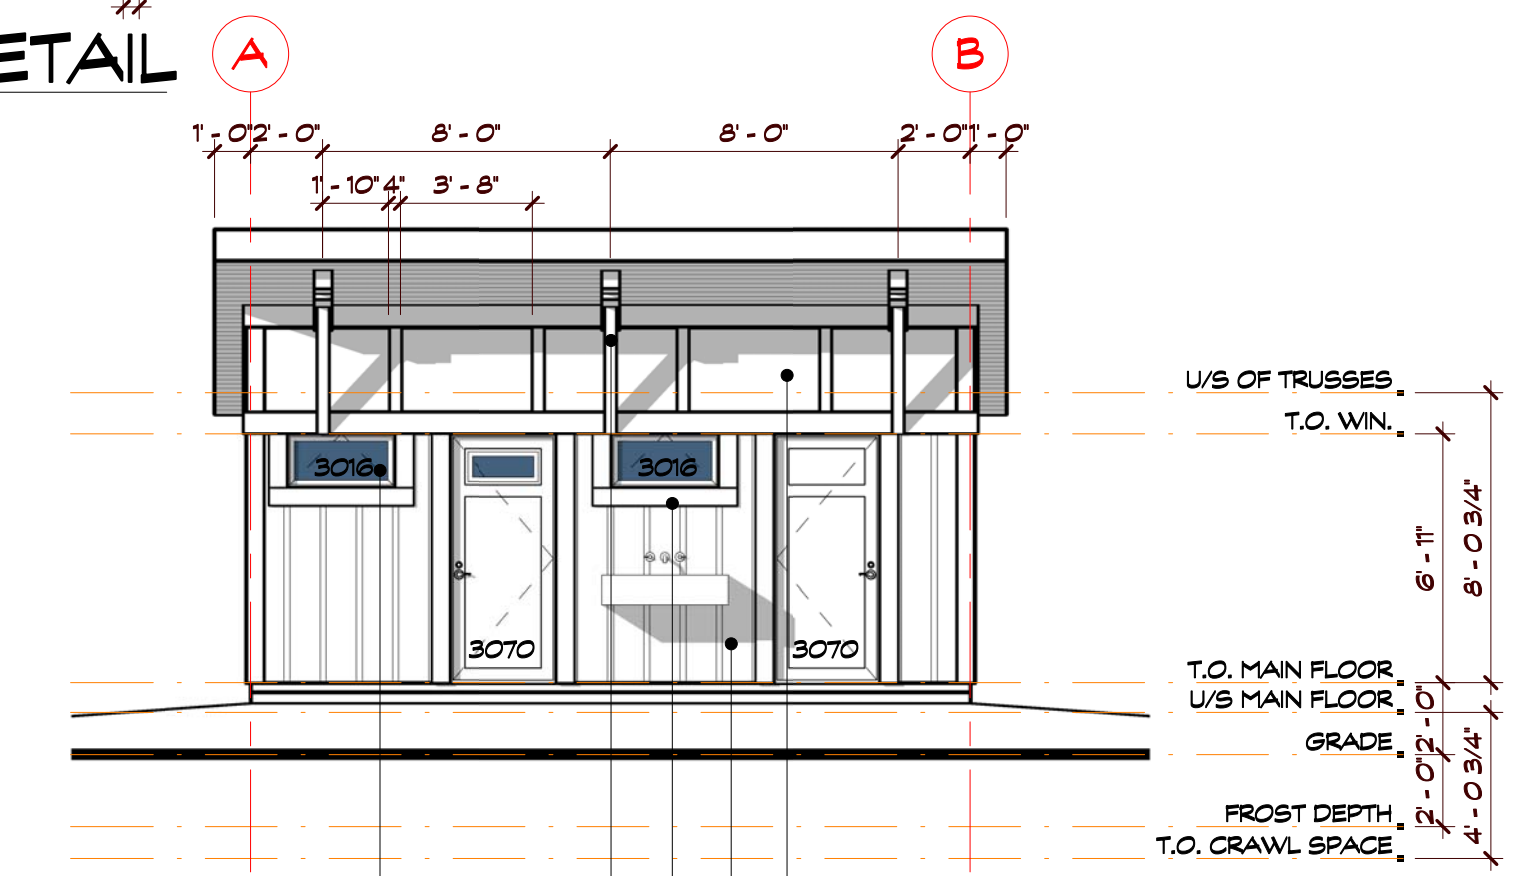 ETAIL
A
B
1' - 0" 2' - 0" 8' - 0" 8' - 0" 2' - 0" 1' - 0"
1' - 10" 4" 3' - 8"
U/S OF TRUSSES
T.O. WIN.
3016 3016
6' - 11"
8' - 0 3/4"
3070 3070
T.O. MAIN FLOOR
U/S MAIN FLOOR
2' - 0"
GRADE
2' - 0"
4' - 0 3/4"
FROST DEPTH
T.O. CRAWL SPACE